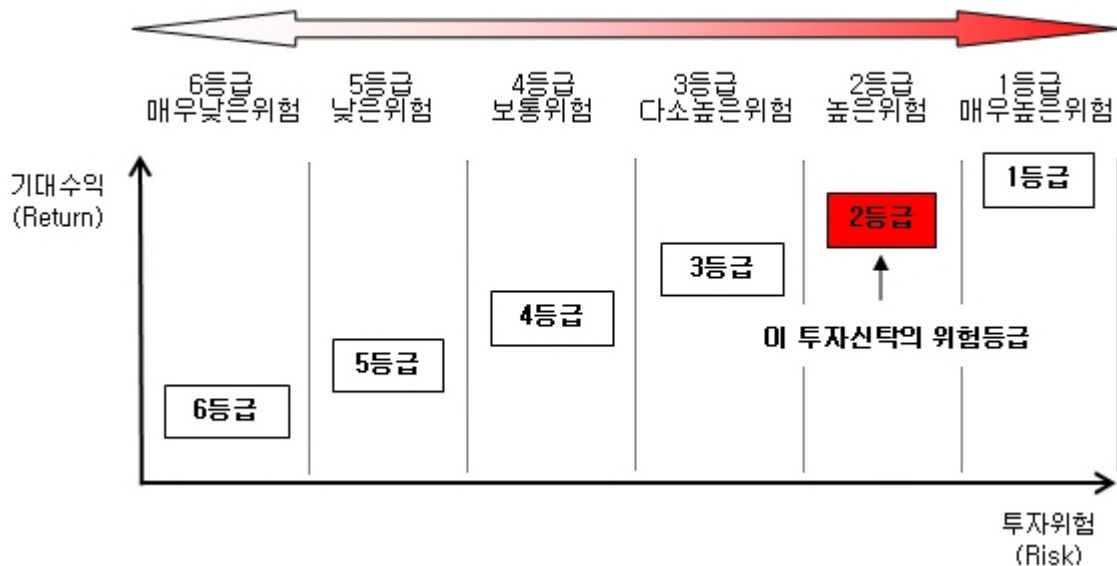 6등급
매우낮은위험
5등급
낮은위험
4등급
보통위험
3등급
다소높은위험
2등급
높은위험
1등급
매우높은위험
기대수익
(Return)
1등급
2등급
3등급
4등급
이 투자신탁의 위험등급
5등급
6등급
투자위험
(Risk)